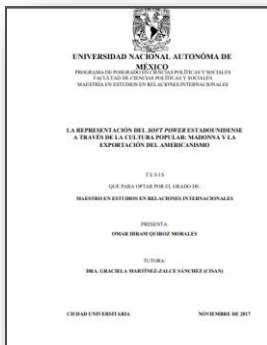 UNIVERSIDAD NACIONAL AUTÓNOMA DE
MÉXICO
PROGRAMA DE POSGRADO EN CIENCIAS POLÍTICAS Y SOCIALES
FACULTAD DE CIENCIAS POLÍTICAS Y SOCIALES
MAESTRÍA EN ESTUDIOS EN RELACIONES INTERNACIONALES
LA REPRESENTACIÓN DEL SOFT POWER ESTADOUNIDENSE
A TRAVÉS DE LA CULTURA POPULAR: MADONNA Y LA
EXPORTACIÓN DEL AMERICANISMO
T E S I S
QUE PARA OPTAR POR EL GRADO DE:
MAESTRO EN ESTUDIOS EN RELACIONES INTERNACIONALES
PRESENTA:
OMAR HIRAM QUIROZ MORALES
TUTORA:
DRA. GRACIELA MARTÍNEZ-ZALCE SÁNCHEZ (CISAN)
CIUDAD UNIVERSITARIA NOVIEMBRE DE 2017